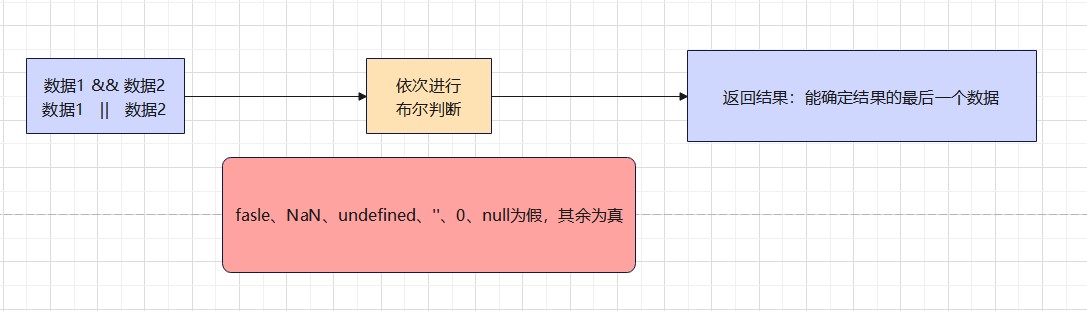 数据1 && 数据2
数据1 || 数据2
依次进行
布尔判断
返回结果：能确定结果的最后一个数据
fasle、NaN、undefined、''、0、null为假，其余为真